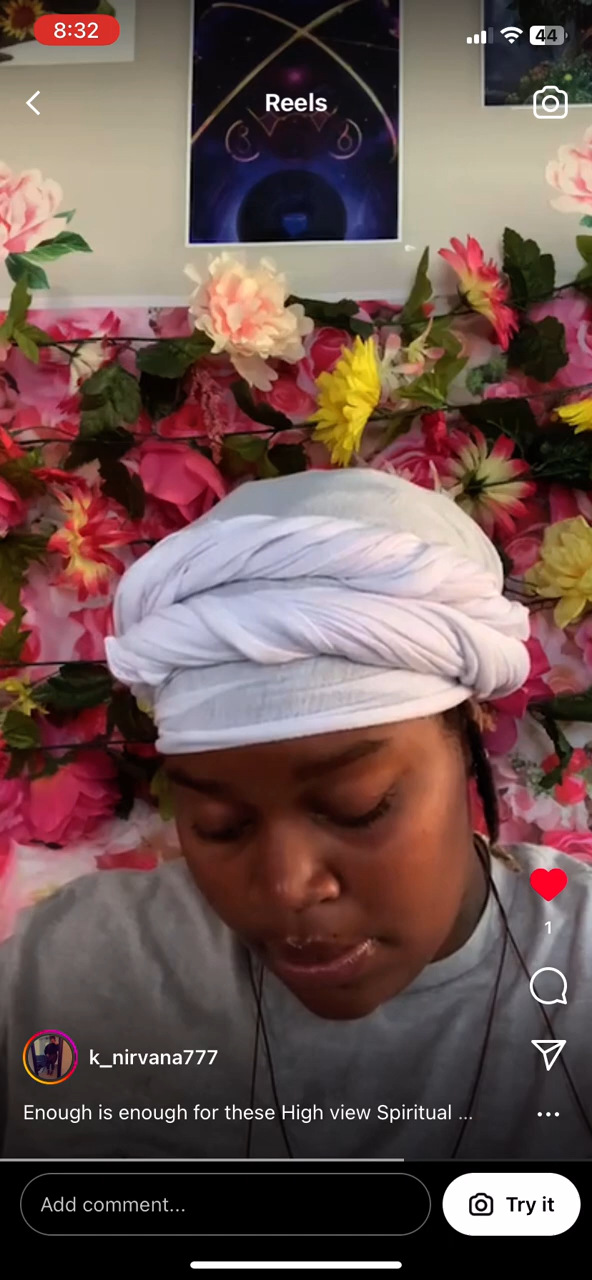 8:32
44
Reels
1
k_nirvana777
Enough is enough for these High view Spiritual ...
Add comment...
Try it